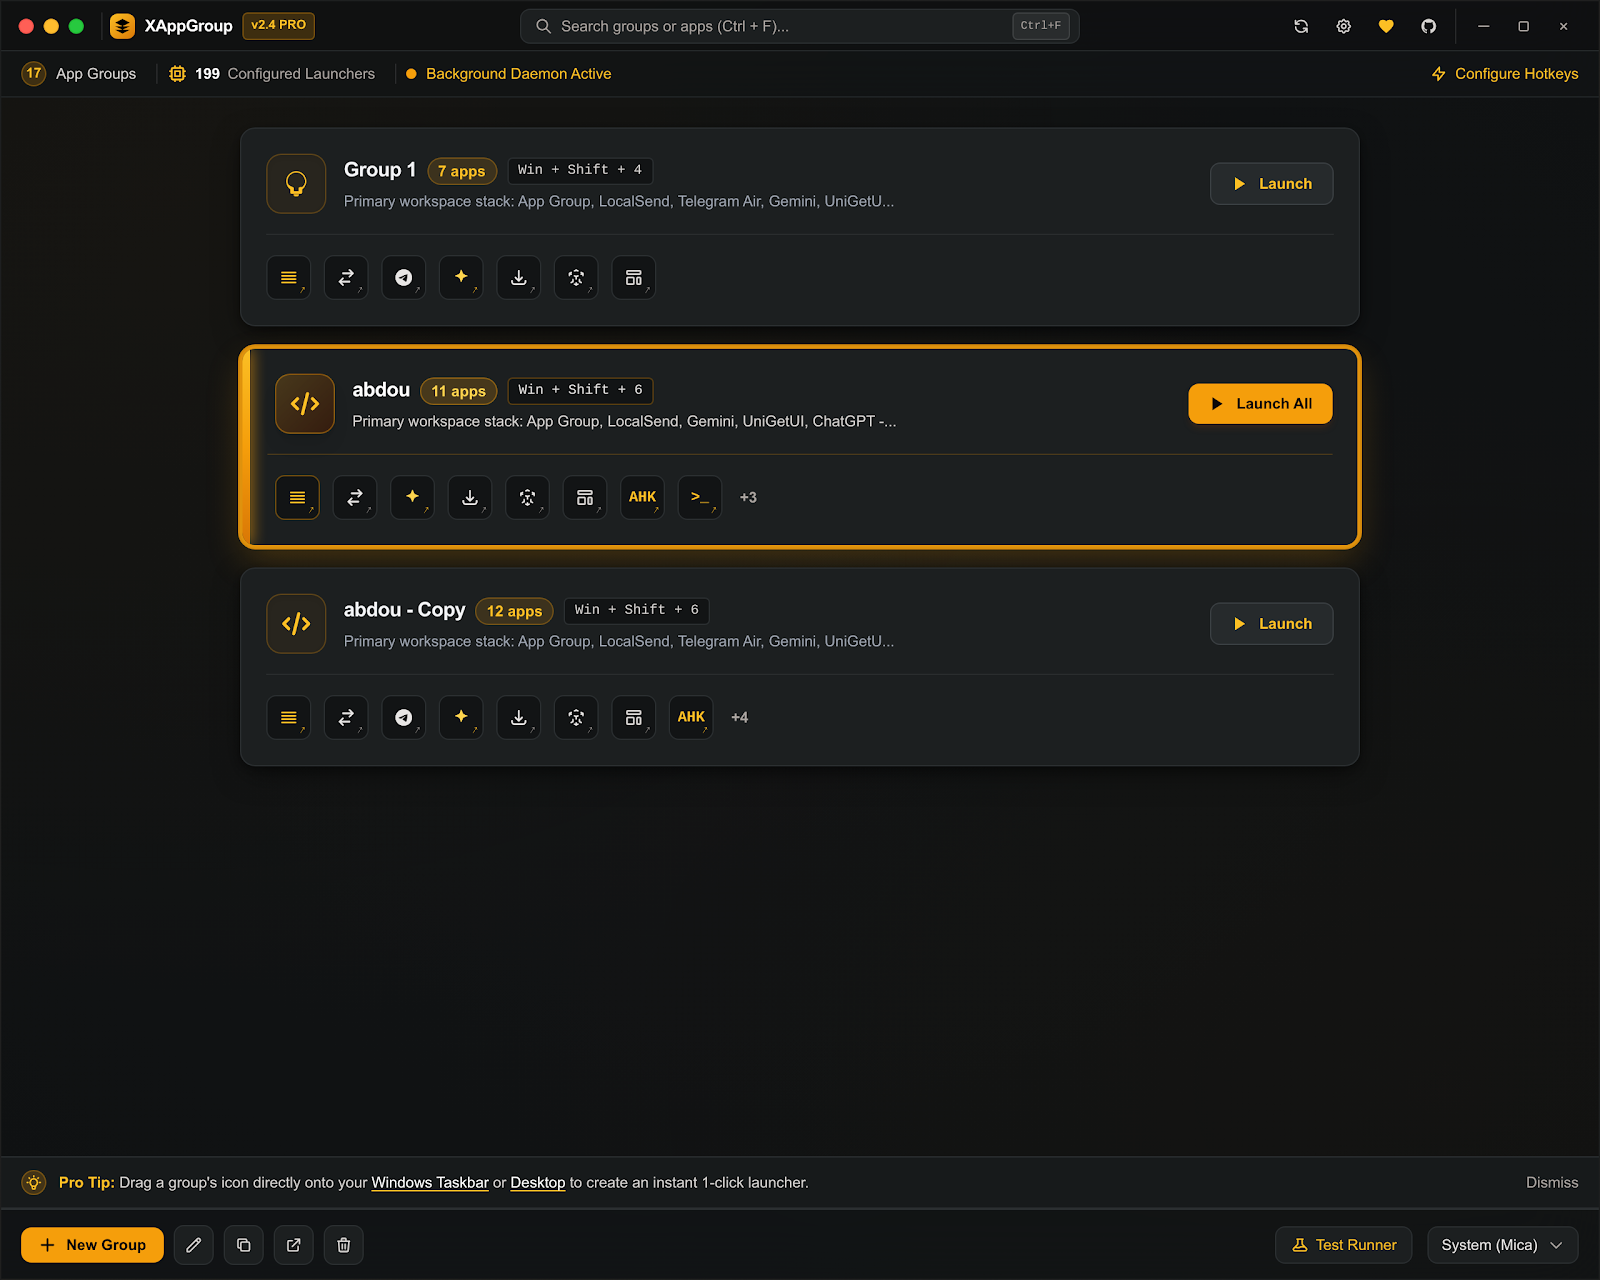 XAppGroup v2.4 PRO Search groups or apps (Ctrl + F)... Ctrl+F
17 App Groups 199 Configured Launchers Background Daemon Active Configure Hotkeys
Group 1 7 apps Win + Shift + 4
Primary workspace stack: App Group, LocalSend, Telegram Air, Gemini, UniGetU...
Launch
abdou 11 apps Win + Shift + 6
Primary workspace stack: App Group, LocalSend, Gemini, UniGetUI, ChatGPT -...
Launch All
AHK >_ +3
abdou - Copy 12 apps Win + Shift + 6
Primary workspace stack: App Group, LocalSend, Telegram Air, Gemini, UniGetU...
Launch
AHK +4
Pro Tip: Drag a group's icon directly onto your Windows Taskbar or Desktop to create an instant 1-click launcher. Dismiss
New Group Test Runner System (Mica)